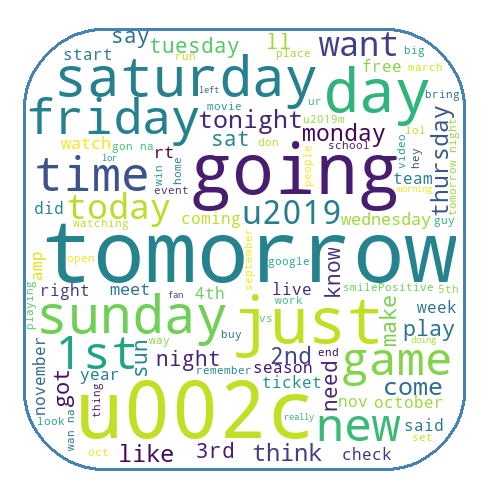 say tuesday ll want big
start run place free march
saturday day bring
left
friday movie ur u2019m
tonight monday lol
watch rt sat don school hey video thursday tomorrow night
time lor gon na win home going people team
event morning
did today coming u2019 wednesday guy
watching
amp open tomorrow september know
right meet 4th google live smilePositive 5th
playing fan work make week
sunday just play
way vs doing
november 1st sun buy 2nd game
night season end
year remember need come
got thing ticket nov october
look wan na u002c really new said
set
oct like 3rd think check